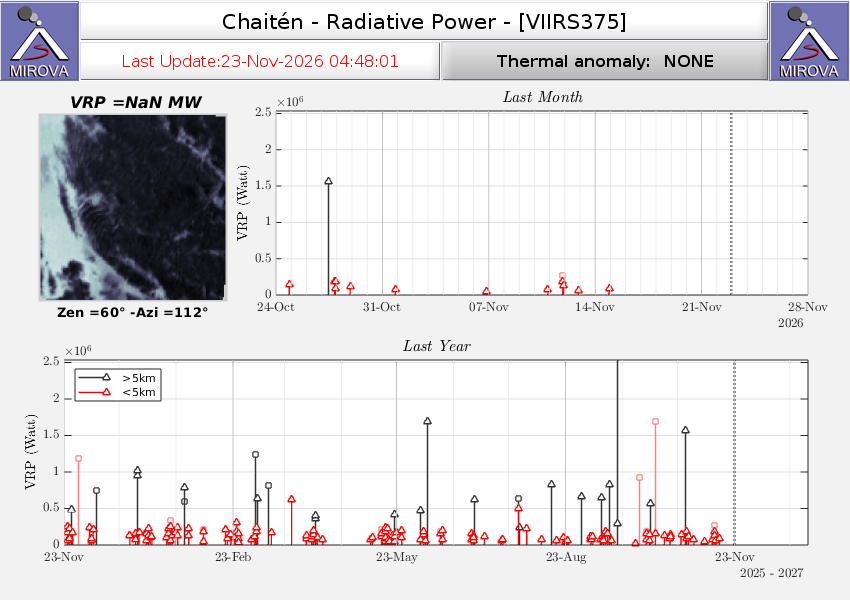 Chaitén - Radiative Power - [VIIRS375]
MIROVA
Last Update:23-Nov-2026 04:48:01
Thermal anomaly: NONE
MIROVA
VRP =NaN MW
Zen =60° -Azi =112°
Last Month
×10⁶
VRP (Watt)
2.5
2
1.5
1
0.5
0
24-Oct
31-Oct
07-Nov
14-Nov
21-Nov
28-Nov
2026
Last Year
×10⁶
VRP (Watt)
2.5
2
1.5
1
0.5
0
>5km
<5km
23-Nov
23-Feb
23-May
23-Aug
23-Nov
2025 - 2027